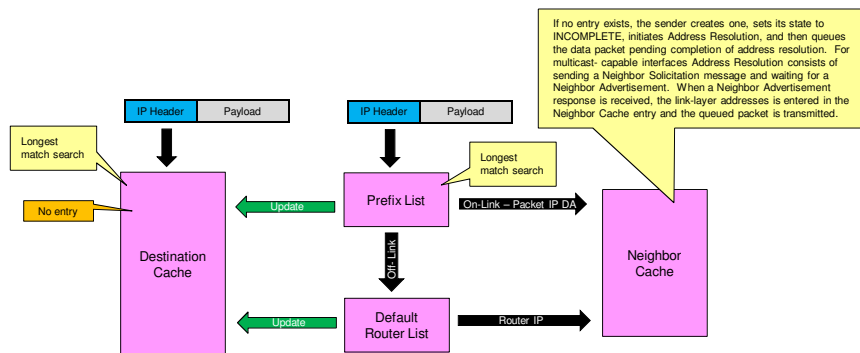 If no entry exists, the sender creates one, sets its state to
INCOMPLETE, initiates Address Resolution, and then queues
the data packet pending completion of address resolution. For
multicast- capable interfaces Address Resolution consists of
sending a Neighbor Solicitation message and waiting for a
Neighbor Advertisement. When a Neighbor Advertisement
response is received, the link-layer addresses is entered in the
Neighbor Cache entry and the queued packet is transmitted.
IP Header
Payload
IP Header
Payload
Longest
match search
Longest
match search
No entry
Update
Prefix List
On-Link – Packet IP DA
Destination
Cache
Off- Link
Neighbor
Cache
Update
Default
Router List
Router IP